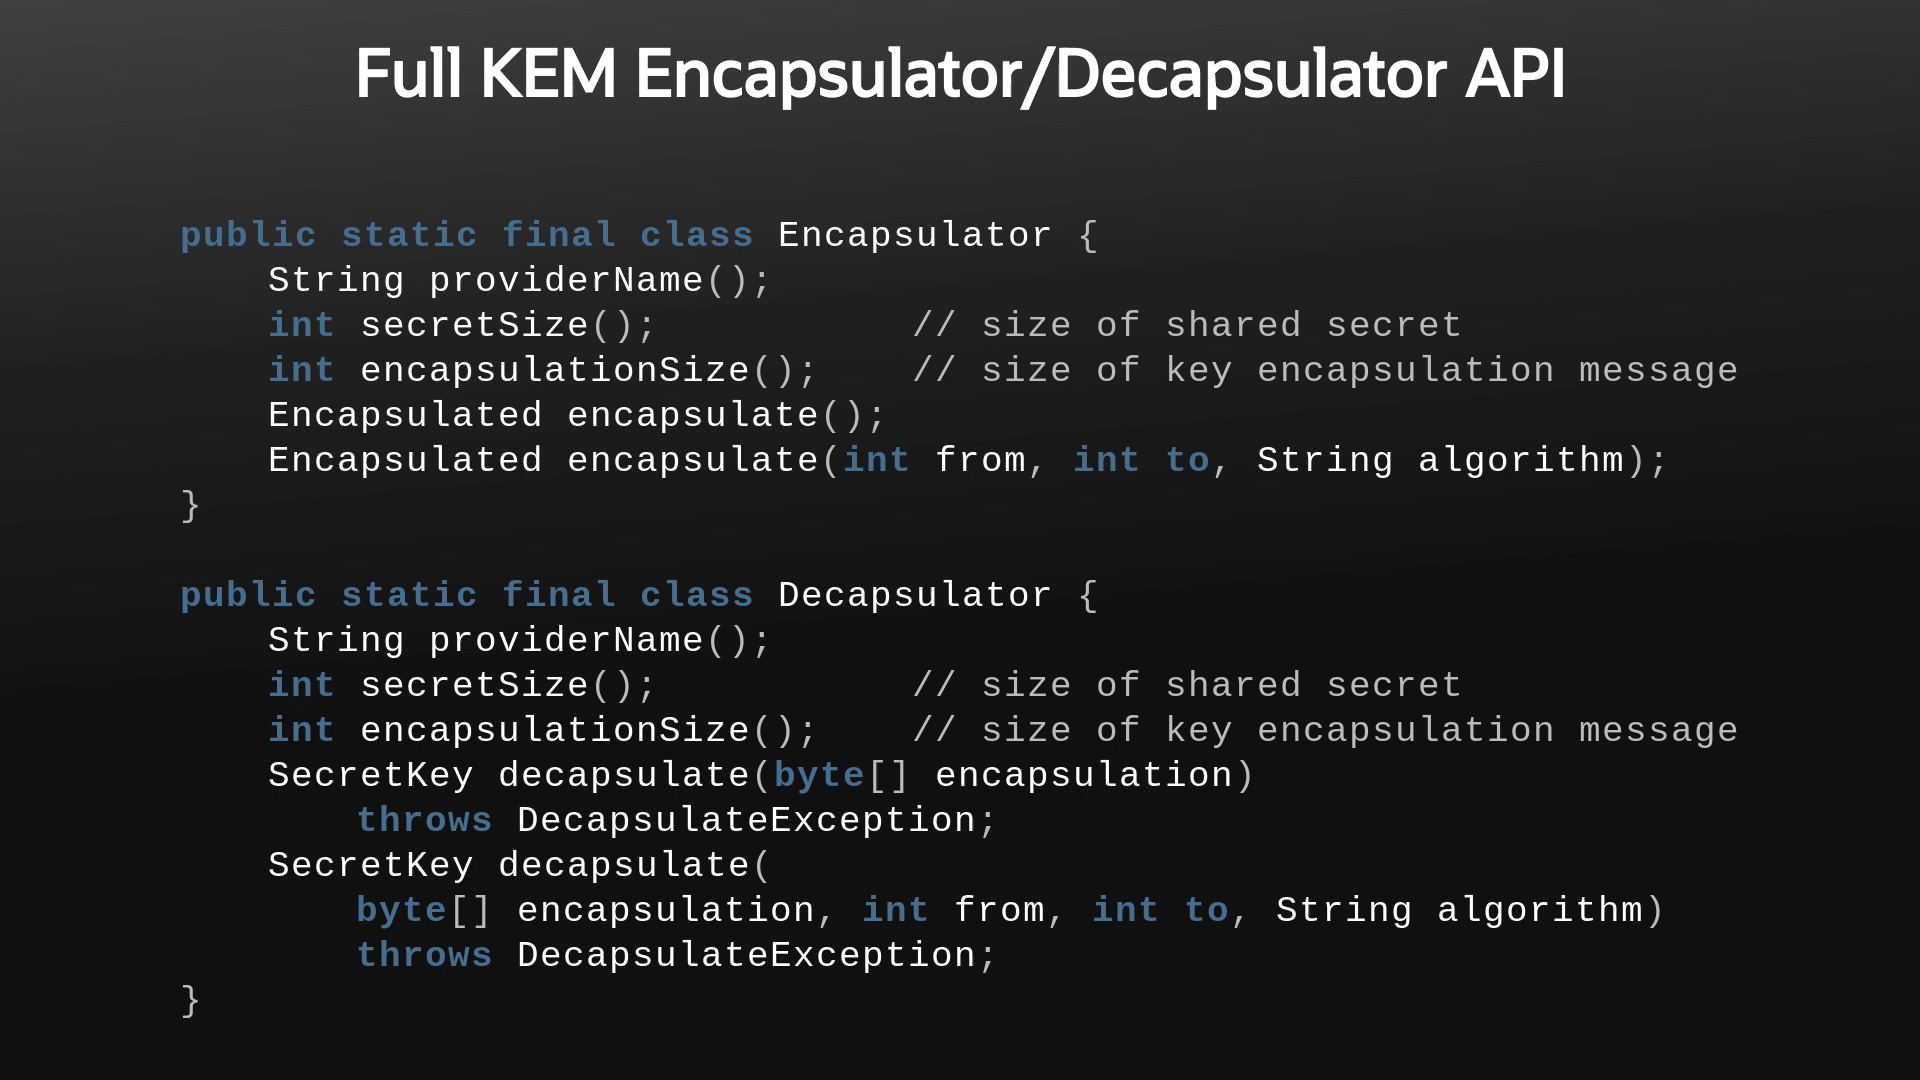 Full KEM Encapsulator/Decapsulator API
public static final class Encapsulator {
    String providerName();
    int secretSize();           // size of shared secret
    int encapsulationSize();    // size of key encapsulation message
    Encapsulated encapsulate();
    Encapsulated encapsulate(int from, int to, String algorithm);
}
public static final class Decapsulator {
    String providerName();
    int secretSize();           // size of shared secret
    int encapsulationSize();    // size of key encapsulation message
    SecretKey decapsulate(byte[] encapsulation)
        throws DecapsulateException;
    SecretKey decapsulate(
        byte[] encapsulation, int from, int to, String algorithm)
        throws DecapsulateException;
}